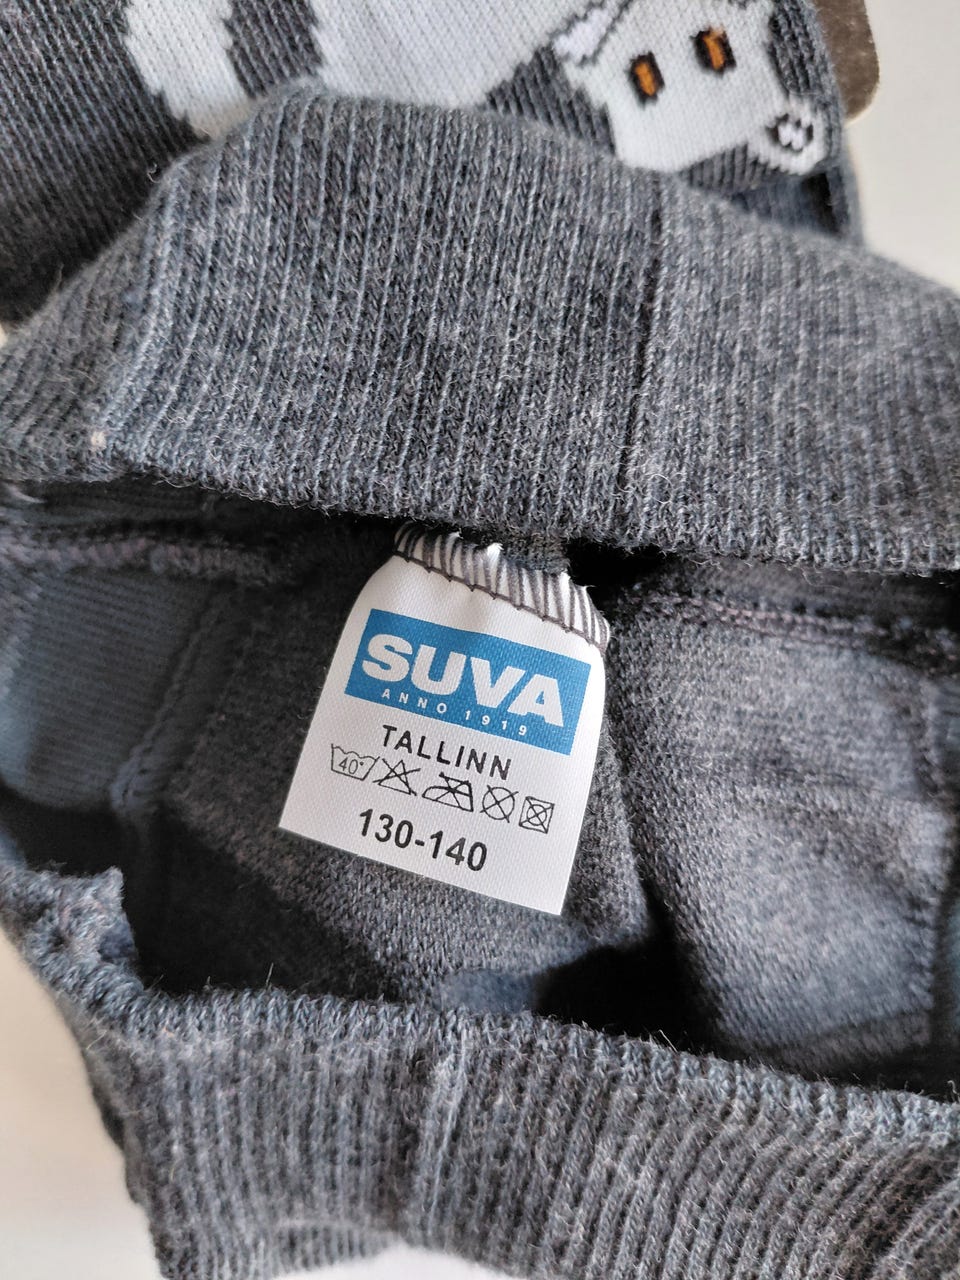 SUVA
ANNO 1919
TALLINN
40°
130-140